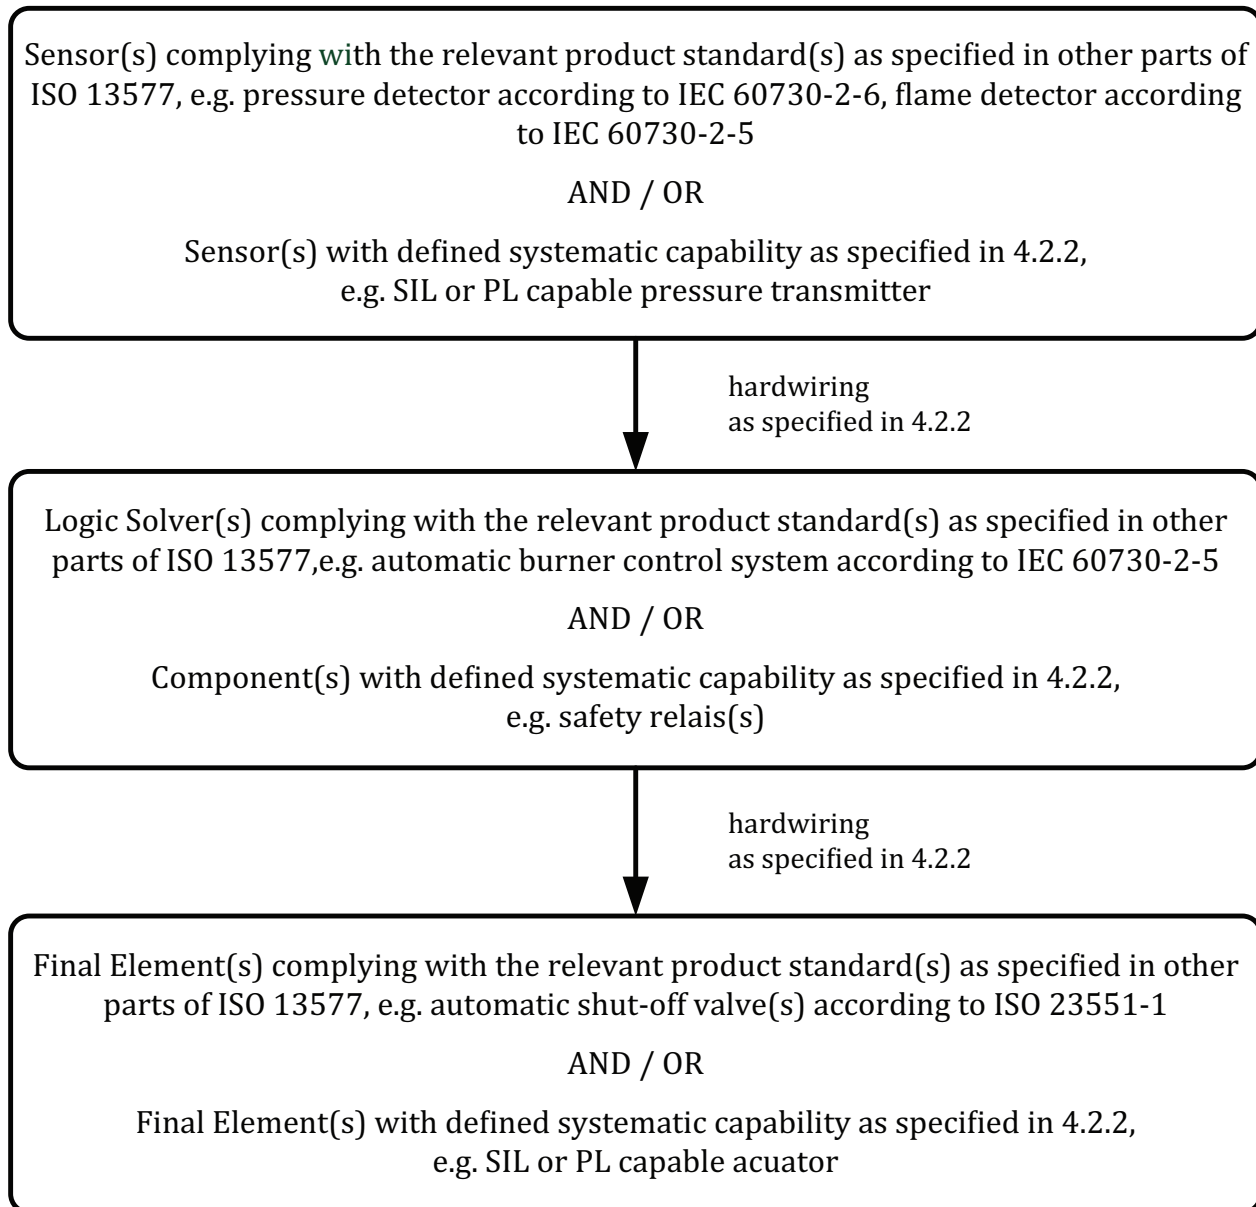 Sensor(s) complying with the relevant product standard(s) as specified in other parts of
ISO 13577, e.g. pressure detector according to IEC 60730-2-6, flame detector according
to IEC 60730-2-5
AND / OR
Sensor(s) with defined systematic capability as specified in 4.2.2,
e.g. SIL or PL capable pressure transmitter
hardwiring
as specified in 4.2.2
Logic Solver(s) complying with the relevant product standard(s) as specified in other
parts of ISO 13577,e.g. automatic burner control system according to IEC 60730-2-5
AND / OR
Component(s) with defined systematic capability as specified in 4.2.2,
e.g. safety relais(s)
hardwiring
as specified in 4.2.2
Final Element(s) complying with the relevant product standard(s) as specified in other
parts of ISO 13577, e.g. automatic shut-off valve(s) according to ISO 23551-1
AND / OR
Final Element(s) with defined systematic capability as specified in 4.2.2,
e.g. SIL or PL capable acuator